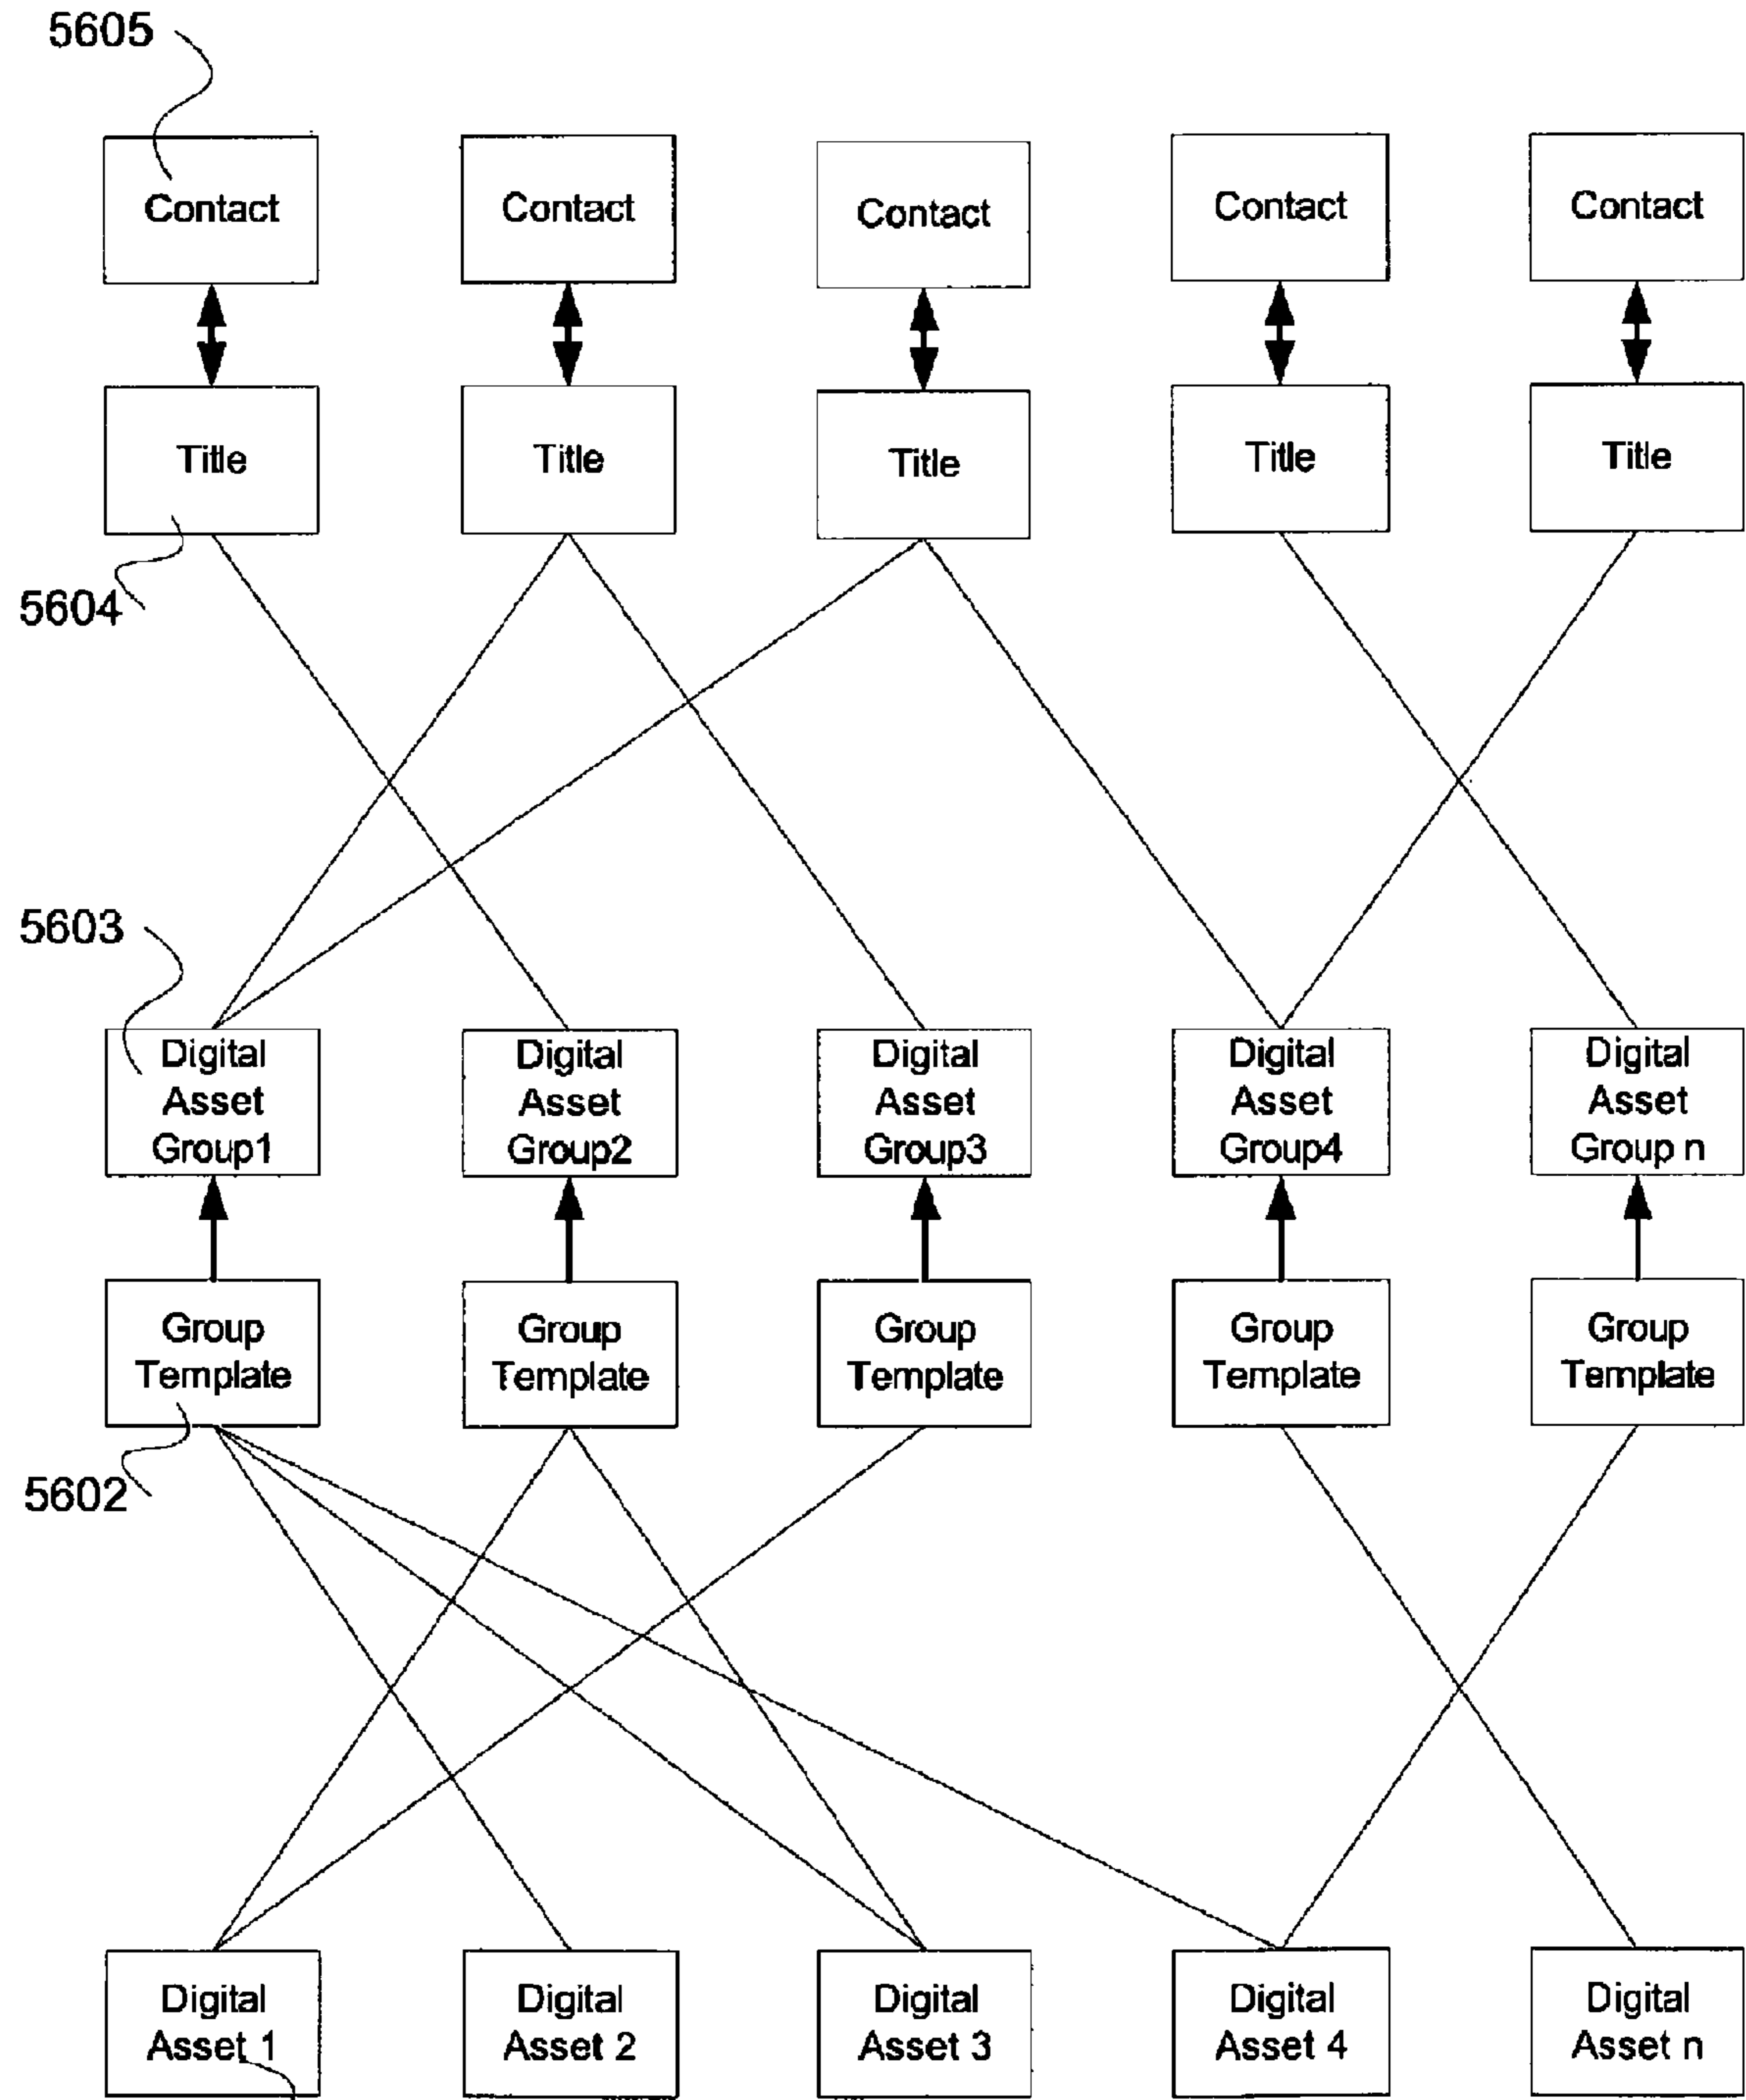 5605
Contact Contact Contact Contact Contact
Title Title Title Title Title
5604
5603
Digital Digital Digital Digital Digital
Asset Asset Asset Asset Asset
Group1 Group2 Group3 Group4 Group n
Group Group Group Group Group
Template Template Template Template Template
5602
Digital Digital Digital Digital Digital
Asset 1 Asset 2 Asset 3 Asset 4 Asset n